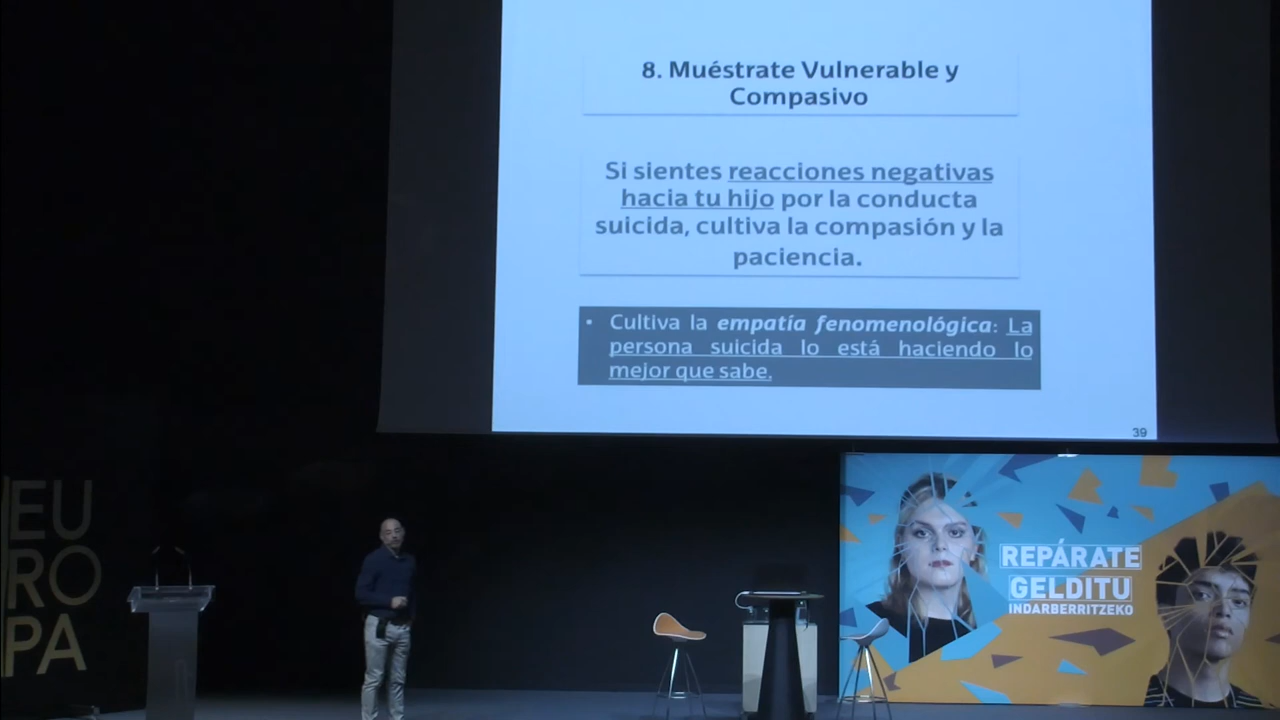 8. Muéstrate Vulnerable y
Compasivo
Si sientes reacciones negativas
hacia tu hijo por la conducta
suicida, cultiva la compasión y la
paciencia.
• Cultiva la empatía fenomenológica: La
persona suicida lo está haciendo lo
mejor que sabe.
39
EU
RO
PA
REPÁRATE
GELDITU
INDARBERRITZEKO